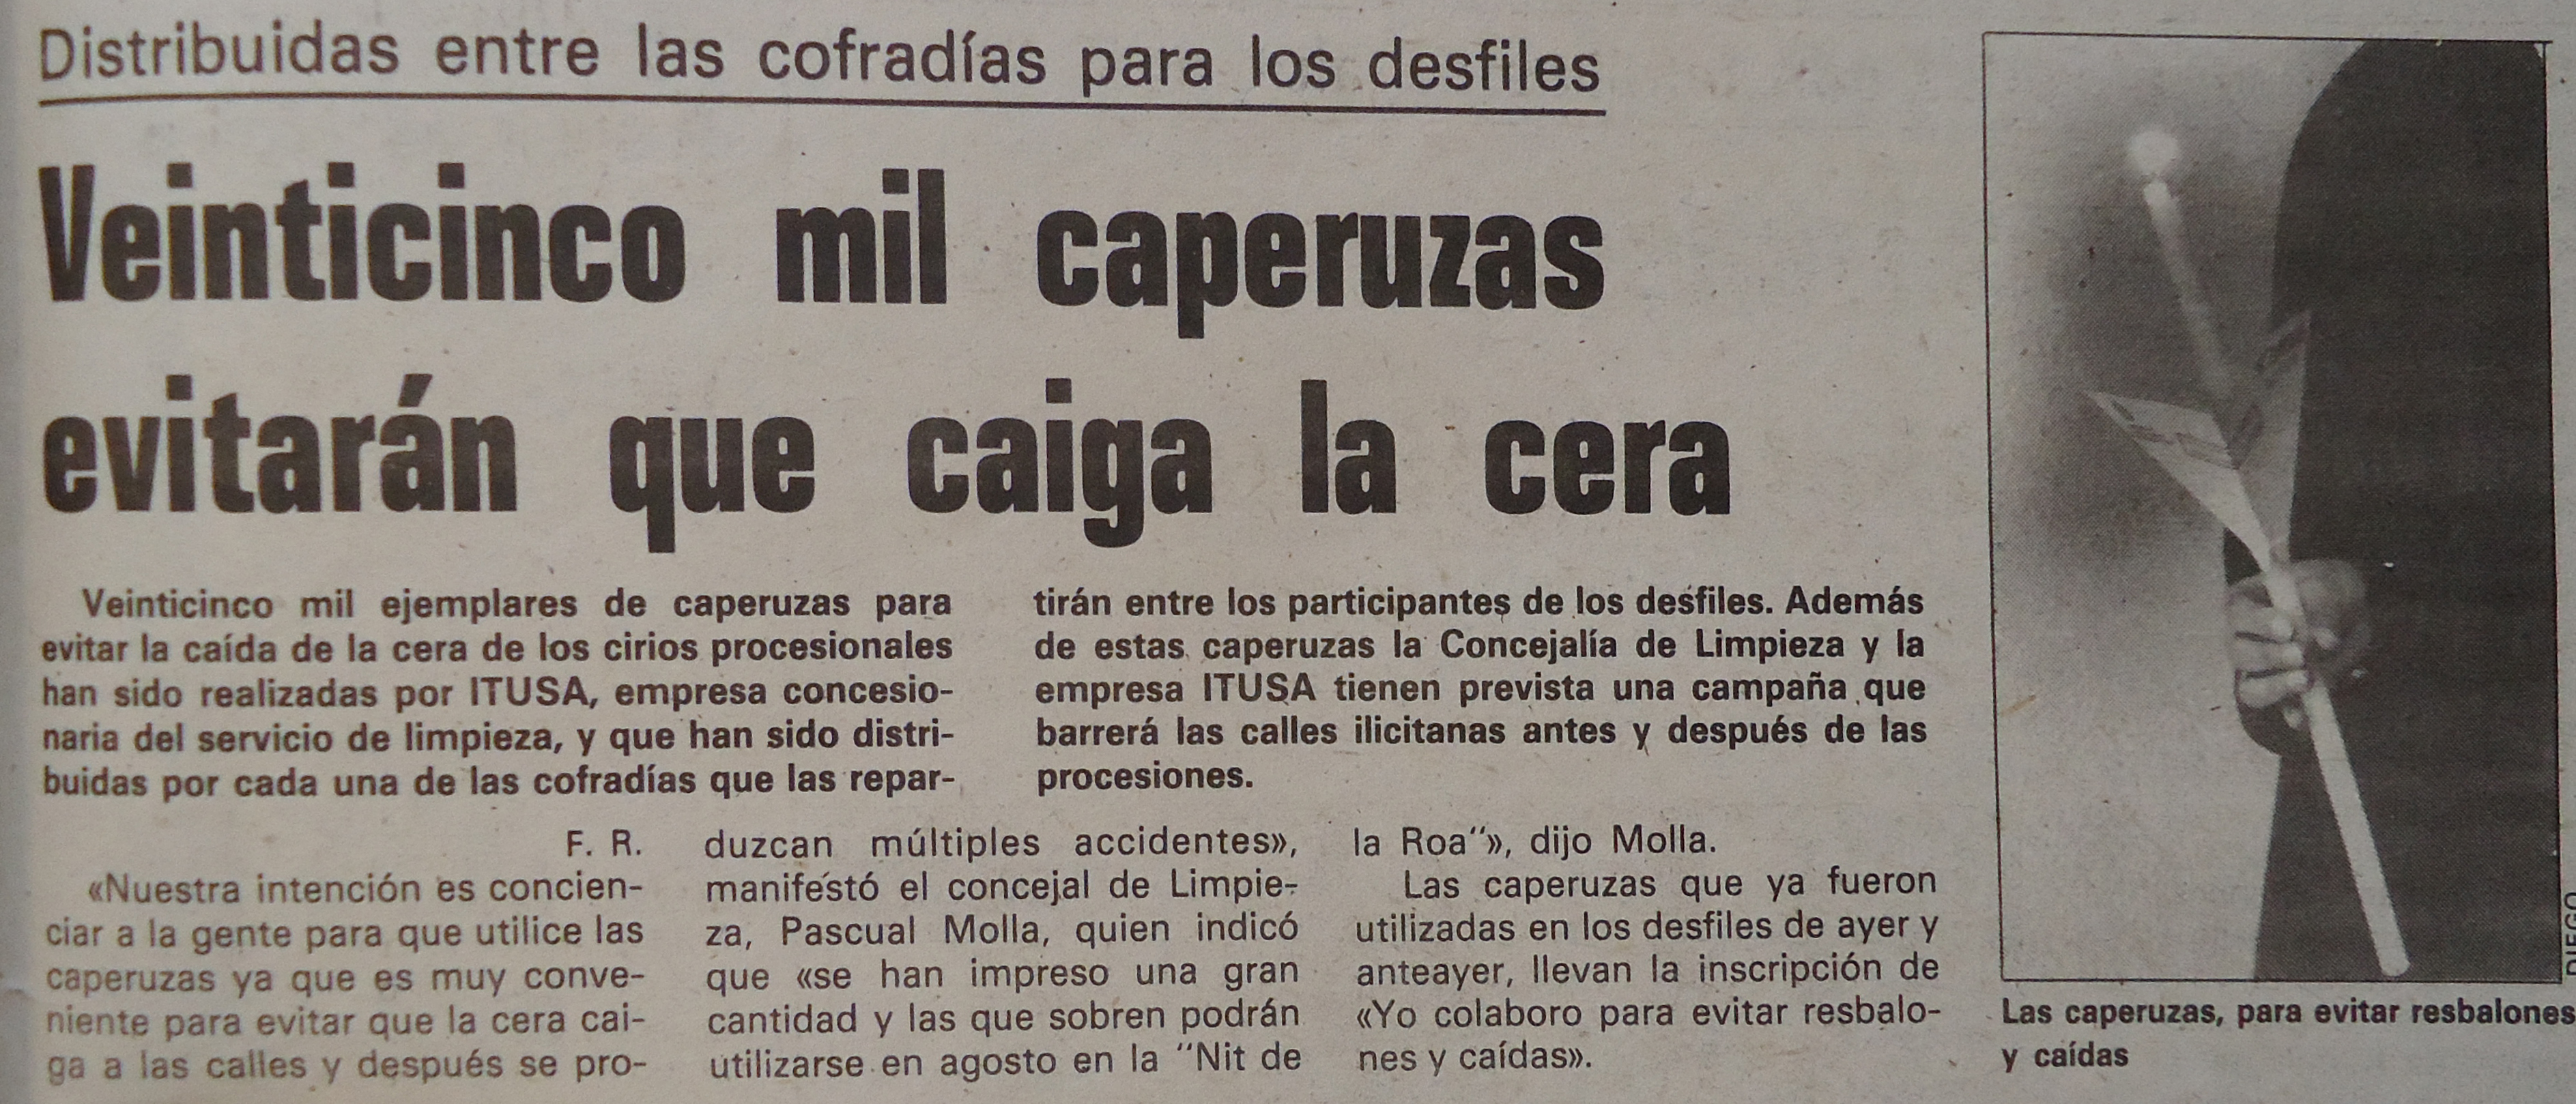 Distribuidas entre las cofradías para los desfiles
Veinticinco mil caperuzas
evitarán que caiga la cera
Veinticinco mil ejemplares de caperuzas para
evitar la caída de la cera de los cirios procesionales
han sido realizadas por ITUSA, empresa concesio-
naria del servicio de limpieza, y que han sido distri-
buidas por cada una de las cofradías que las repar-
tirán entre los participantes de los desfiles. Además
de estas caperuzas la Concejalía de Limpieza y la
empresa ITUSA tienen prevista una campaña que
barrerá las calles ilicitanas antes y después de las
procesiones.
F. R.
«Nuestra intención es concien-
ciar a la gente para que utilice las
caperuzas ya que es muy conve-
niente para evitar que la cera cai-
ga a las calles y después se pro-
duzcan múltiples accidentes»,
manifestó el concejal de Limpie-
za, Pascual Molla, quien indicó
que «se han impreso una gran
cantidad y las que sobren podrán
utilizarse en agosto en la "Nit de
la Roa"», dijo Molla.
Las caperuzas que ya fueron
utilizadas en los desfiles de ayer y
anteayer, llevan la inscripción de
«Yo colaboro para evitar resbalo-
nes y caídas».
DIEGO
Las caperuzas, para evitar resbalones
y caídas